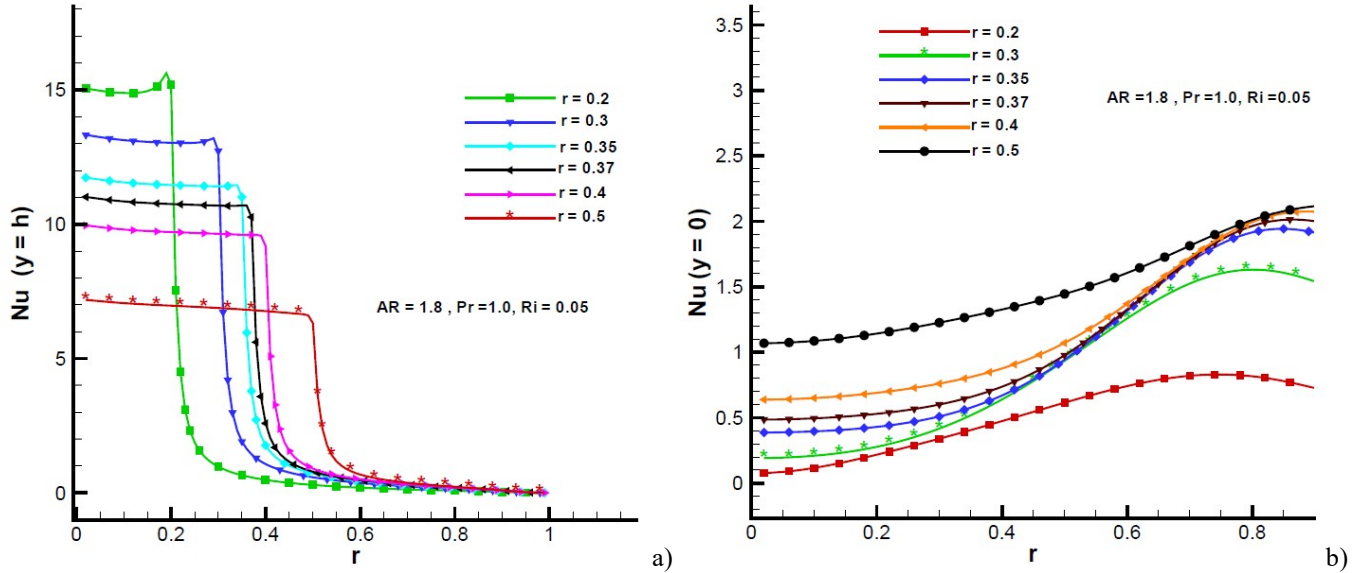 Nu (y = h)
15
10
5
0
0
0.2
0.4
0.6
0.8
1
r
r = 0.2
r = 0.3
r = 0.35
r = 0.37
r = 0.4
r = 0.5
AR = 1.8 , Pr =1.0, Ri = 0.05
a)
Nu (y = 0)
3.5
3
2.5
2
1.5
1
0.5
0
0
0.2
0.4
0.6
0.8
r
r = 0.2
r = 0.3
r = 0.35
r = 0.37
r = 0.4
r = 0.5
AR =1.8 , Pr =1.0, Ri =0.05
b)